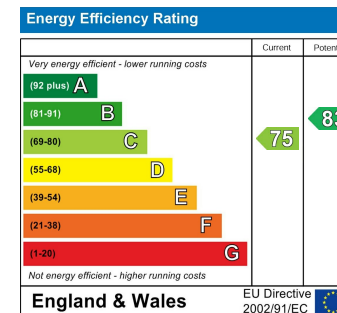 Energy Efficiency Rating
Current
Very energy efficient - lower running costs
(92 plus) A
(81-91) B
(69-80) C
75
(55-68) D
(39-54) E
(21-38) F
(1-20) G
Not energy efficient - higher running costs
England & Wales
EU Directive
2002/91/EC